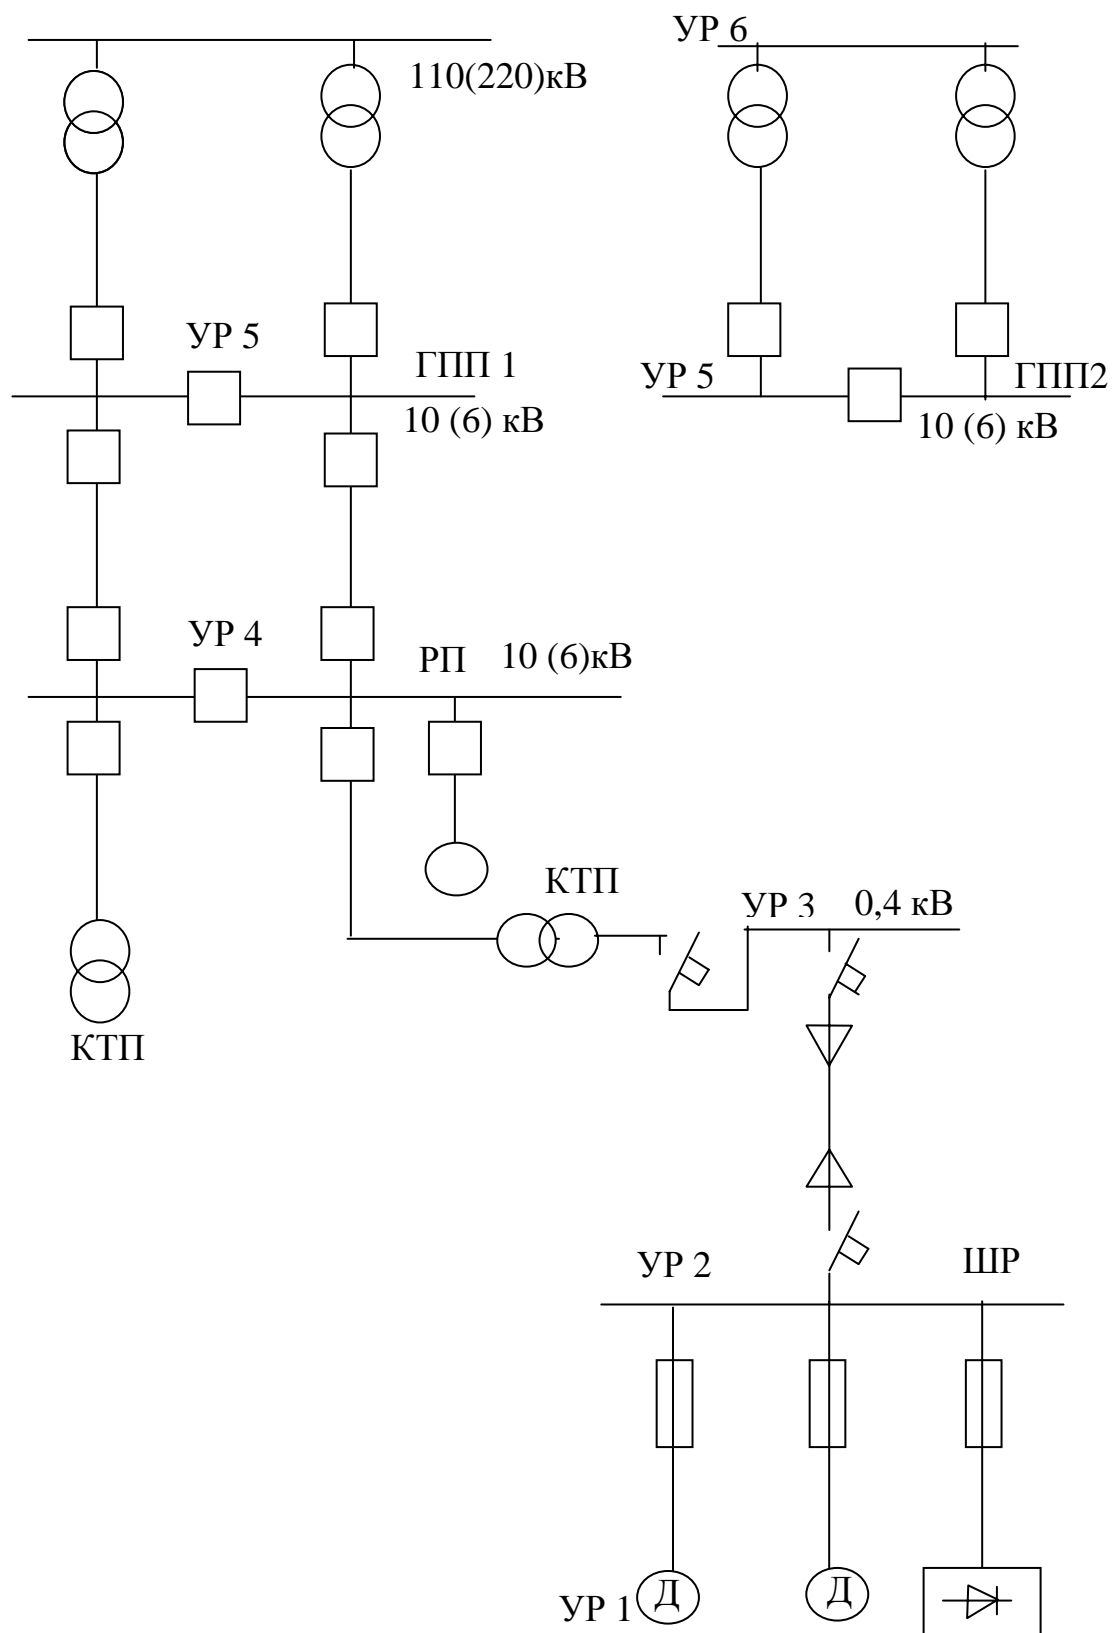 УР 6
110(220)кВ
УР 5
ГПП 1
УР 5
ГПП2
10 (6) кВ
10 (6) кВ
УР 4
РП
10 (6)кВ
КТП
УР 3
0,4 кВ
КТП
УР 2
ШР
УР 1
Д
Д